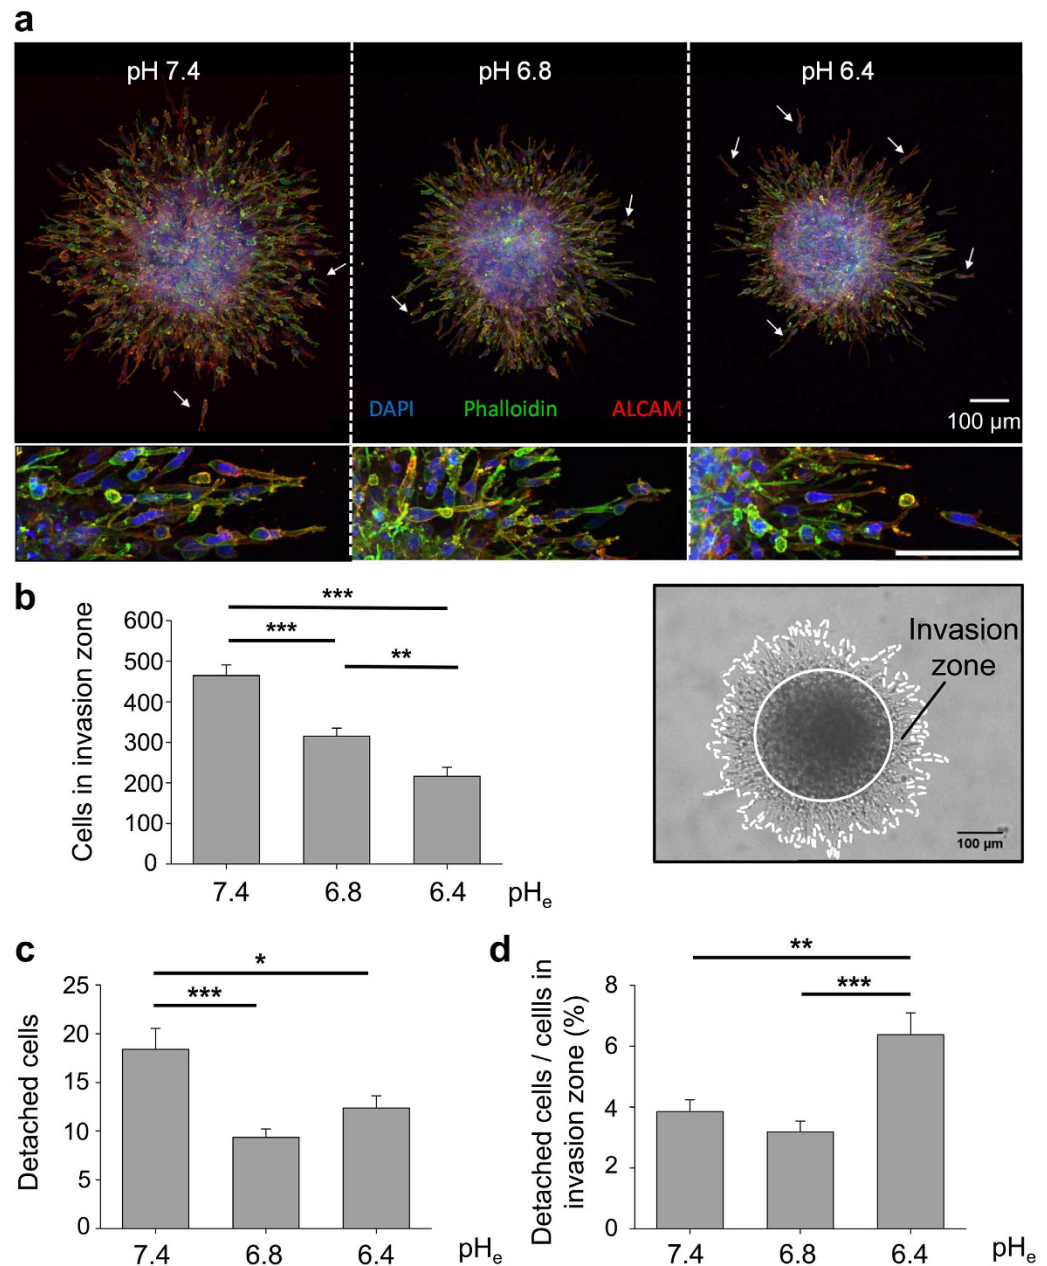 a
pH 7.4
pH 6.8
pH 6.4
DAPI
Phalloidin
ALCAM
100 µm
b
Cells in invasion zone
600
500
400
300
200
100
0
***
***
**
7.4
6.8
6.4
pHe
Invasion
zone
100 µm
c
Detached cells
25
20
15
10
5
0
*
***
7.4
6.8
6.4
pHe
d
Detached cells / cellls in
invasion zone (%)
8
6
4
2
0
**
***
7.4
6.8
6.4
pHe